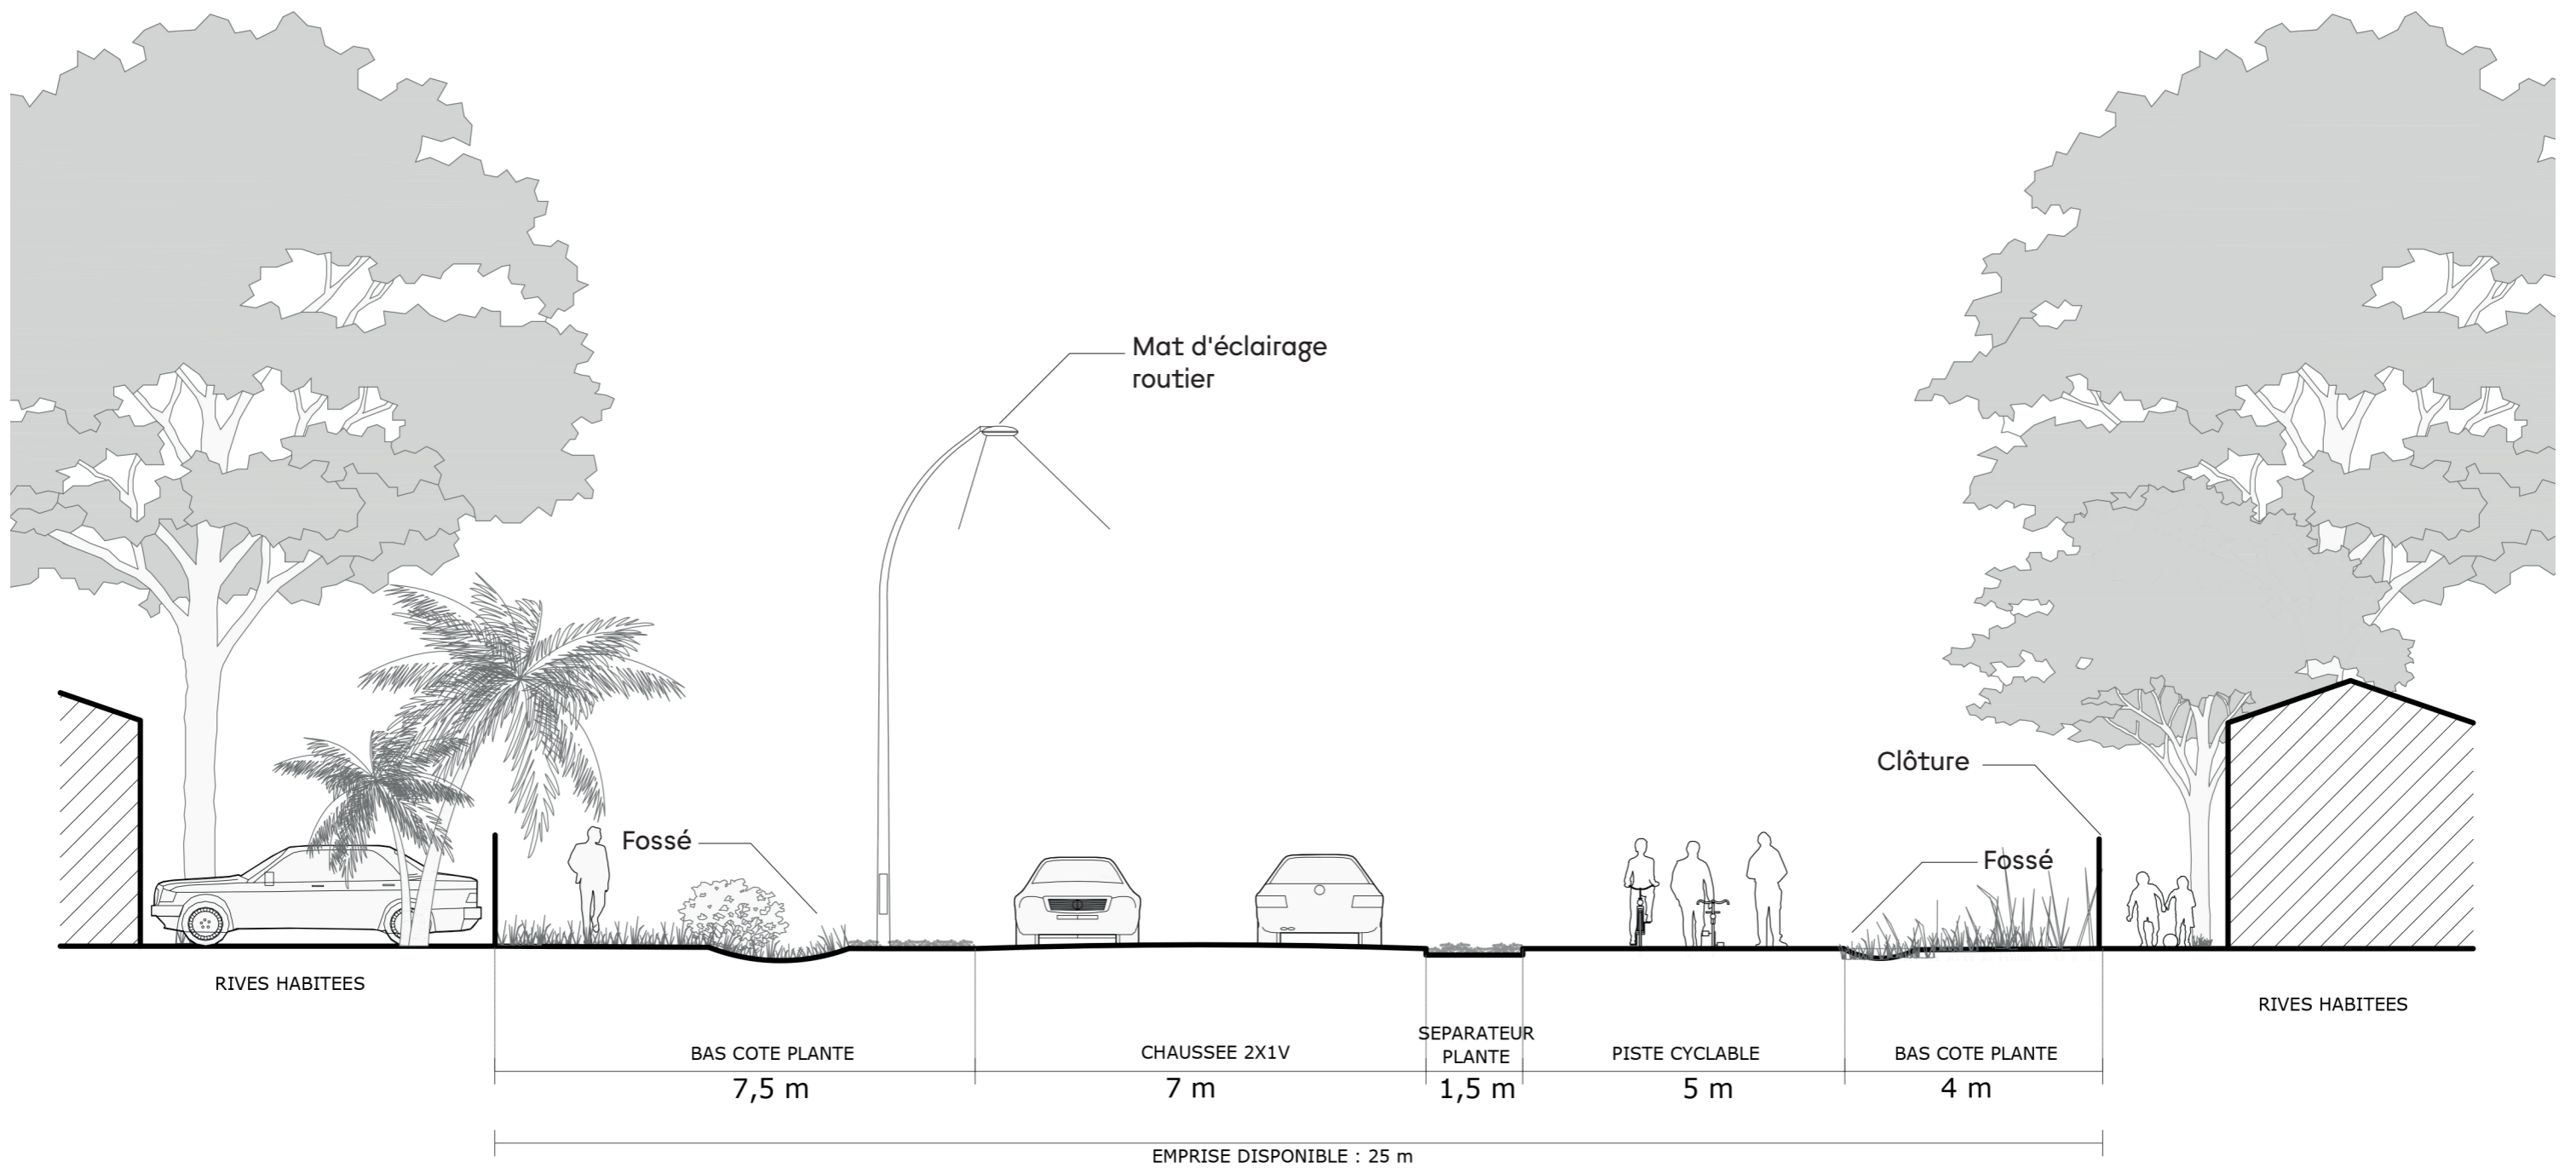 Mat d'éclairage
routier
Clôture
Fossé
Fossé
RIVES HABITEES
RIVES HABITEES
SEPARATEUR
PLANTE
BAS COTE PLANTE
CHAUSSEE 2X1V
PISTE CYCLABLE
BAS COTE PLANTE
7,5 m
7 m
1,5 m
5 m
4 m
EMPRISE DISPONIBLE : 25 m